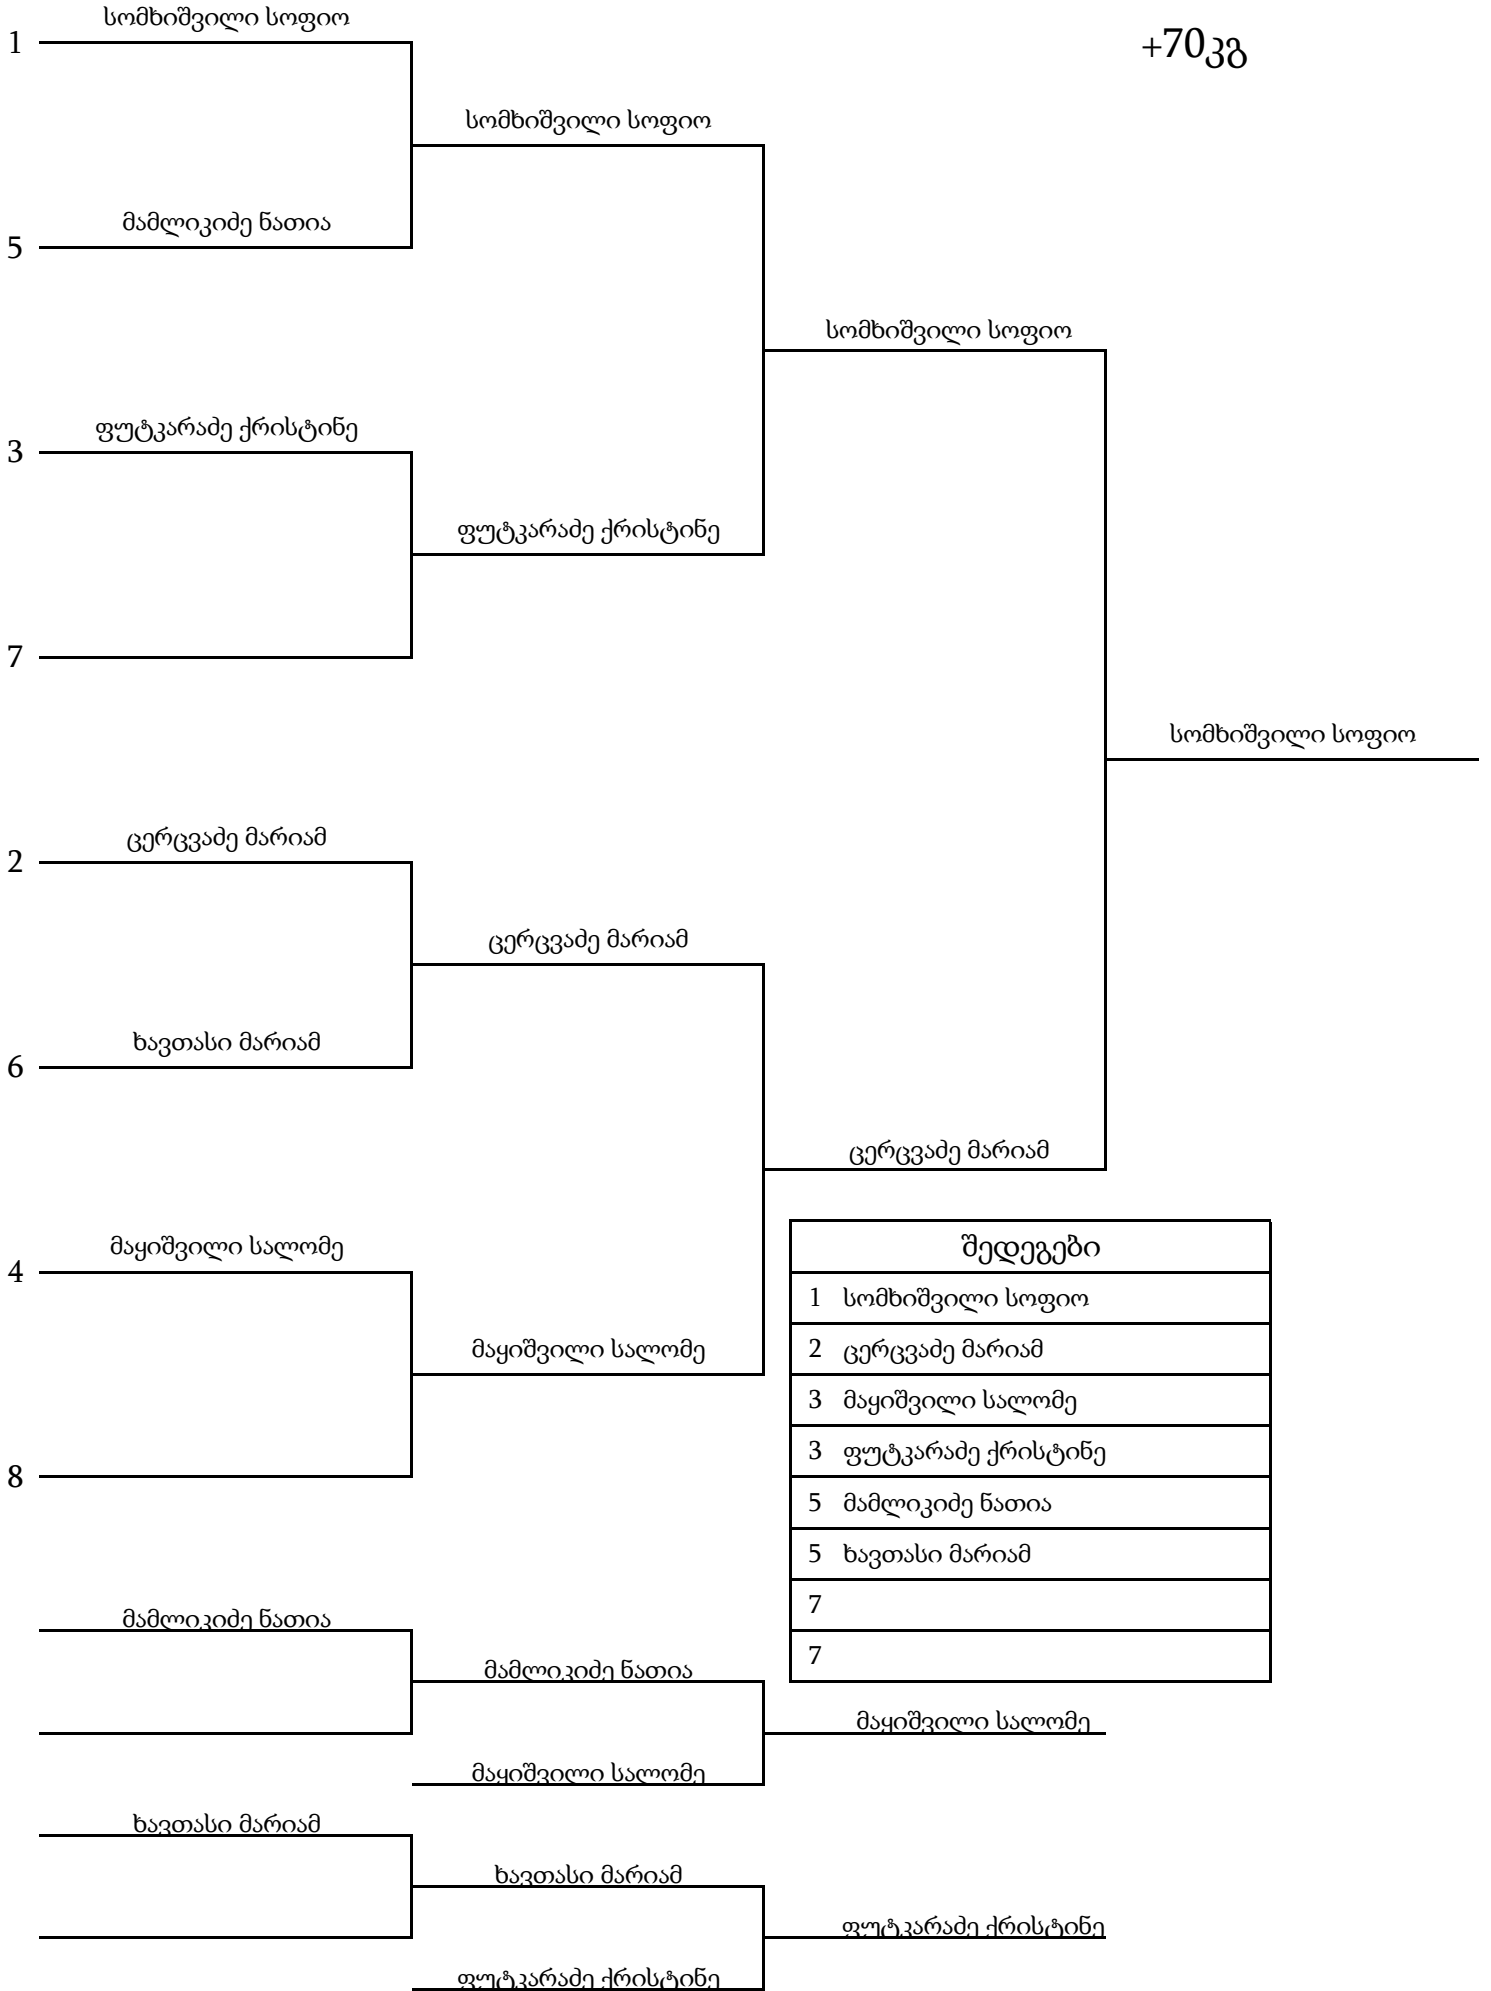 სომხიშვილი სოფიო
1
+70კგ
სომხიშვილი სოფიო
მამლიკიძე ნათია
5
სომხიშვილი სოფიო
ფუტკარაძე ქრისტინე
3
ფუტკარაძე ქრისტინე
7
სომხიშვილი სოფიო
ცერცვაძე მარიამ
2
ცერცვაძე მარიამ
ხავთასი მარიამ
6
ცერცვაძე მარიამ
მაყიშვილი სალომე
4
მაყიშვილი სალომე
8
შედეგები
1 სომხიშვილი სოფიო
2 ცერცვაძე მარიამ
3 მაყიშვილი სალომე
3 ფუტკარაძე ქრისტინე
5 მამლიკიძე ნათია
5 ხავთასი მარიამ
7
7
მამლიკიძე ნათია
მამლიკიძე ნათია
მაყიშვილი სალომე
მაყიშვილი სალომე
ხავთასი მარიამ
ხავთასი მარიამ
ფუტკარაძე ქრისტინე
ფუტკარაძე ქრისტინე